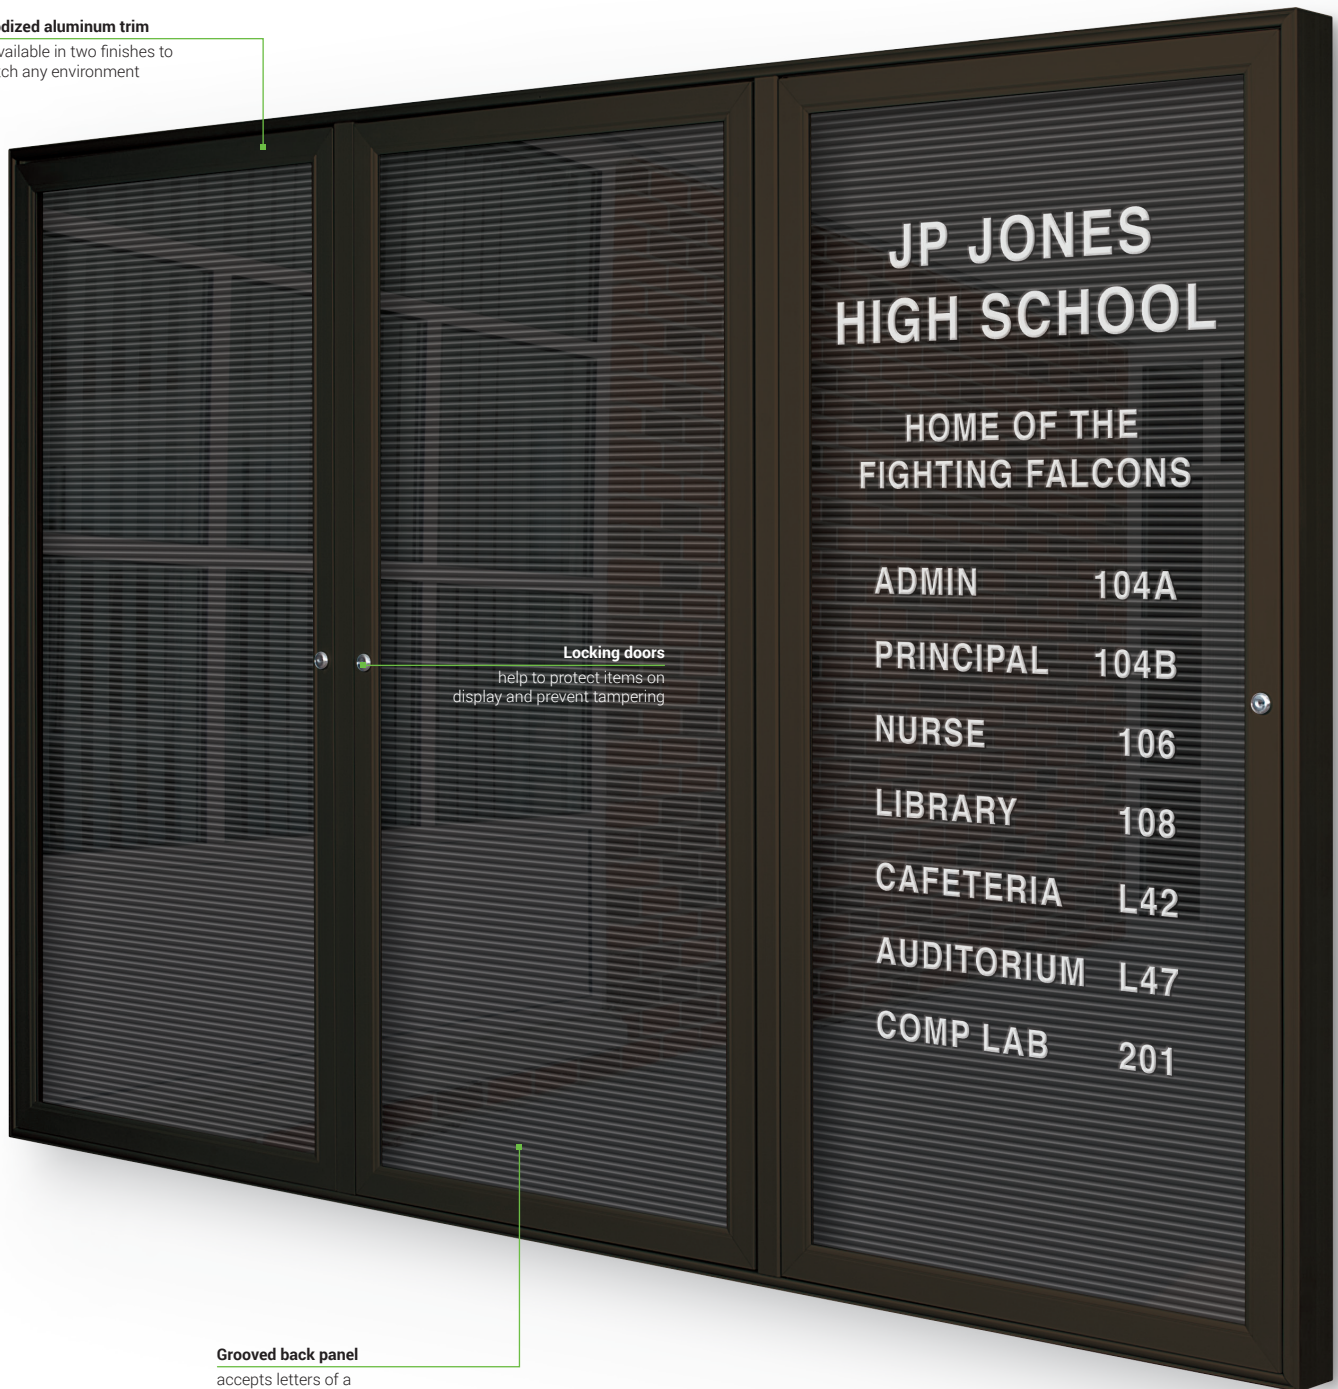 dized aluminum trim
vailable in two finishes to
tch any environment
JP JONES
HIGH SCHOOL
HOME OF THE
FIGHTING FALCONS
ADMIN 104A
PRINCIPAL 104B
NURSE 106
LIBRARY 108
CAFETERIA L42
AUDITORIUM L47
COMP LAB 201
Locking doors
help to protect items on
display and prevent tampering
Grooved back panel
accepts letters of a